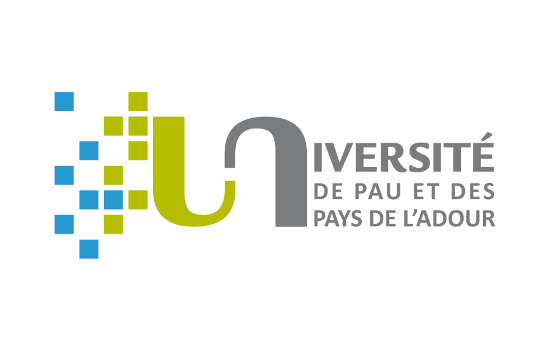 UNIVERSITÉ
DE PAU ET DES
PAYS DE L'ADOUR